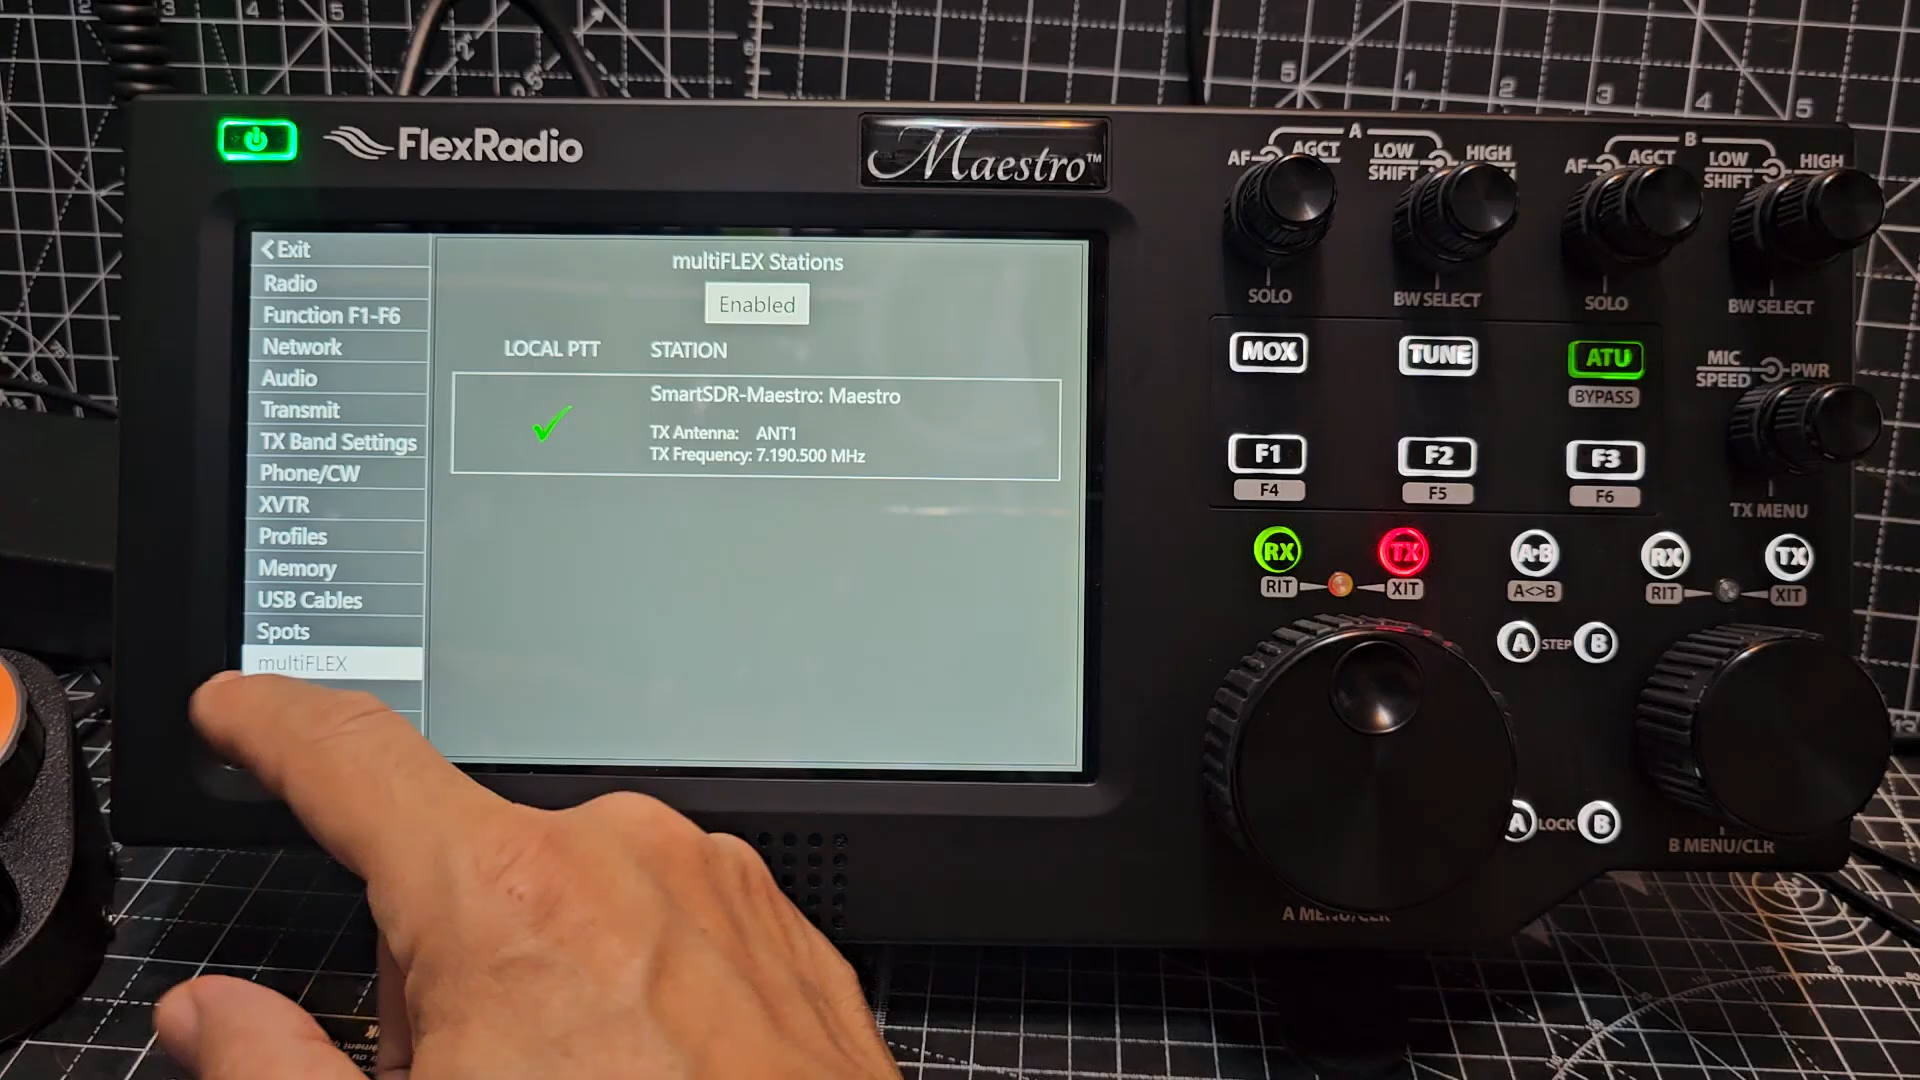 FlexRadio
Maestro™
<Exit
Radio
Function F1-F6
Network
Audio
Transmit
TX Band Settings
Phone/CW
XVTR
Profiles
Memory
USB Cables
Spots
multiFLEX
multiFLEX Stations
Enabled
LOCAL PTT STATION
SmartSDR-Maestro: Maestro
TX Antenna: ANT1
TX Frequency: 7.190.500 MHz
A
AF AGCT LOW SHIFT HIGH
B
AF AGCT LOW SHIFT HIGH
SOLO BW SELECT SOLO BW SELECT
MOX TUNE ATU
BYPASS
MIC SPEED PWR
F1 F2 F3
F4 F5 F6
TX MENU
RX TX A▸B RX TX
RIT XIT A<>B RIT XIT
A STEP B
A LOCK B
A MENU/CLR
B MENU/CLR